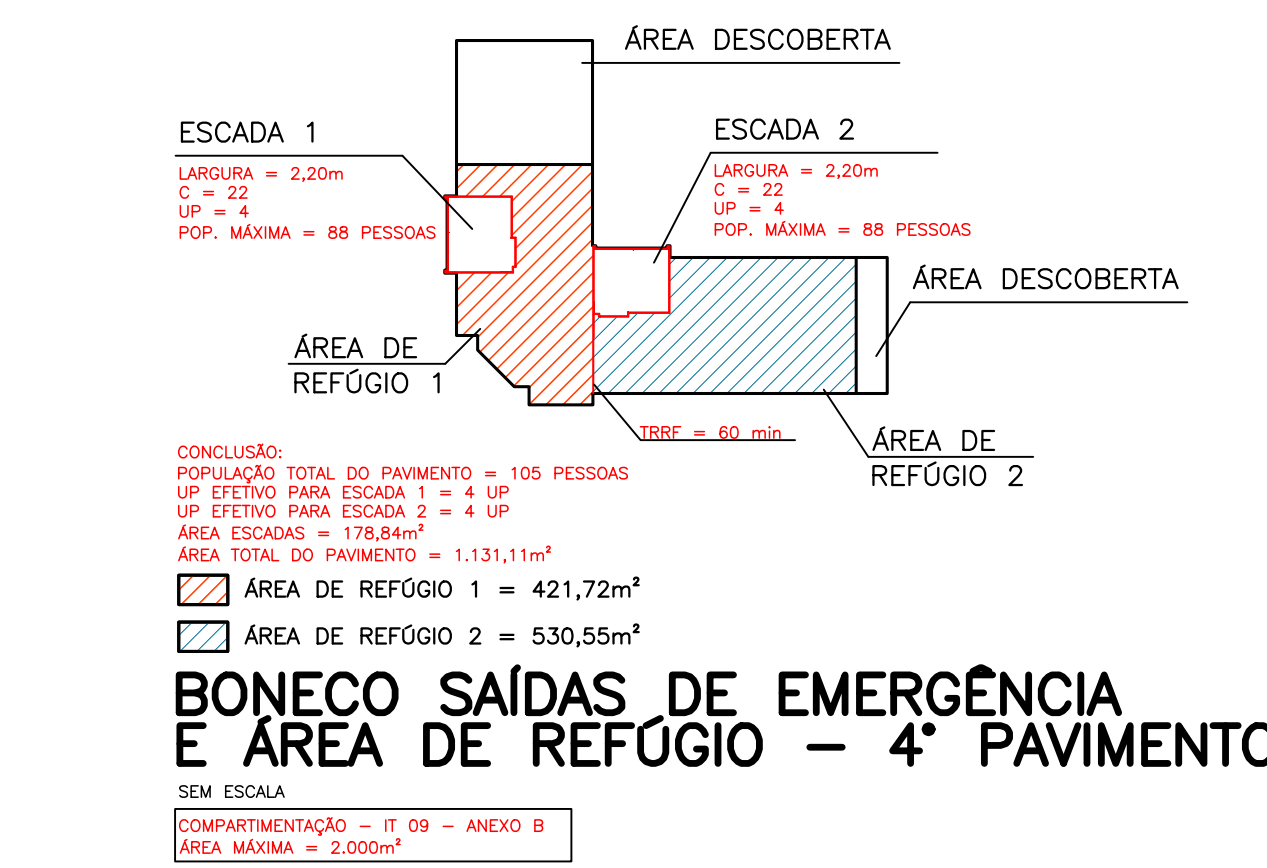 ÁREA DESCOBERTA
ESCADA 1
LARGURA = 2,20m
C = 22
UP = 4
POP. MÁXIMA = 88 PESSOAS
ESCADA 2
LARGURA = 2,20m
C = 22
UP = 4
POP. MÁXIMA = 88 PESSOAS
ÁREA DESCOBERTA
ÁREA DE
REFÚGIO 1
TRRF = 60 min
ÁREA DE
REFÚGIO 2
CONCLUSÃO:
POPULAÇÃO TOTAL DO PAVIMENTO = 105 PESSOAS
UP EFETIVO PARA ESCADA 1 = 4 UP
UP EFETIVO PARA ESCADA 2 = 4 UP
ÁREA ESCADAS = 178,84m²
ÁREA TOTAL DO PAVIMENTO = 1.131,11m²
ÁREA DE REFÚGIO 1 = 421,72m²
ÁREA DE REFÚGIO 2 = 530,55m²
BONECO SAÍDAS DE EMERGÊNCIA
E ÁREA DE REFÚGIO – 4° PAVIMENTO
SEM ESCALA
COMPARTIMENTAÇÃO – IT 09 – ANEXO B
ÁREA MÁXIMA = 2.000m²